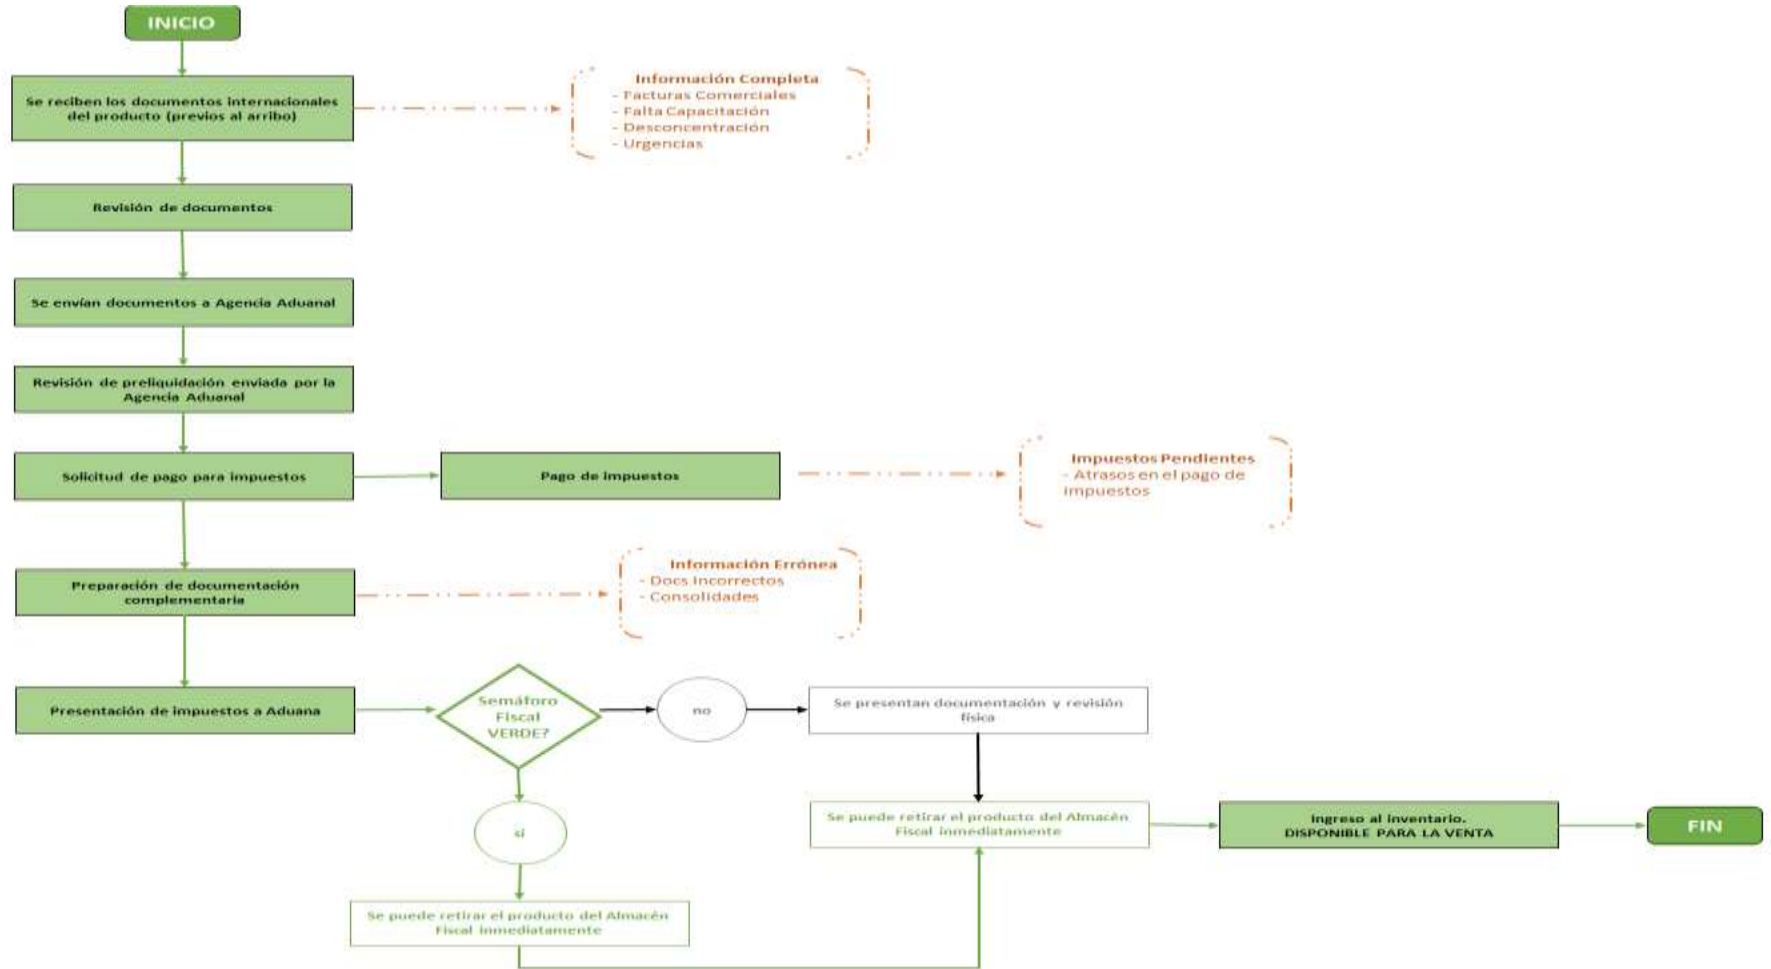 INICIO
Se reciben los documentos internacionales
del producto (previos al arribo)
Información Completa
- Facturas Comerciales
- Falta Capacitación
- Desconcentración
- Urgencias
Revisión de documentos
Se envían documentos a Agencia Aduanal
Revisión de preliquidación enviada por la
Agencia Aduanal
Solicitud de pago para impuestos
Pago de impuestos
Impuestos Pendientes
- Atrasos en el pago de
impuestos
Preparación de documentación
complementaria
Información Errónea
- Docs Incorrectos
- Consolidades
Presentación de impuestos a Aduana
Semáforo
Fiscal
VERDE?
no
Se presentan documentación y revisión
física
sí
Se puede retirar el producto del Almacén
Fiscal inmediatamente
Ingreso al inventario.
DISPONIBLE PARA LA VENTA
FIN
Se puede retirar el producto del Almacén
Fiscal inmediatamente